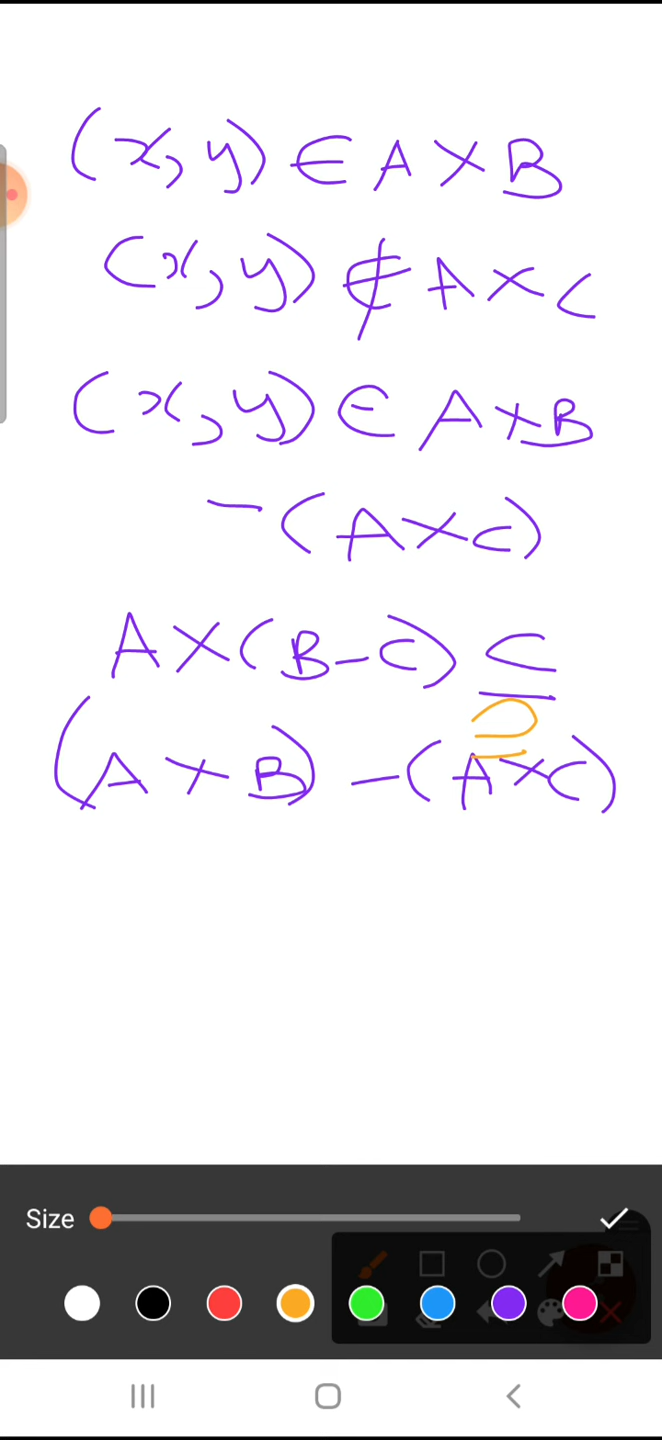 (x, y) ∈ A × B
(x, y) ∉ A × C
(x, y) ∈ A × B
- (A × C)
A × (B - C) ⊆
⊇
(A × B) - (A × C)
Size